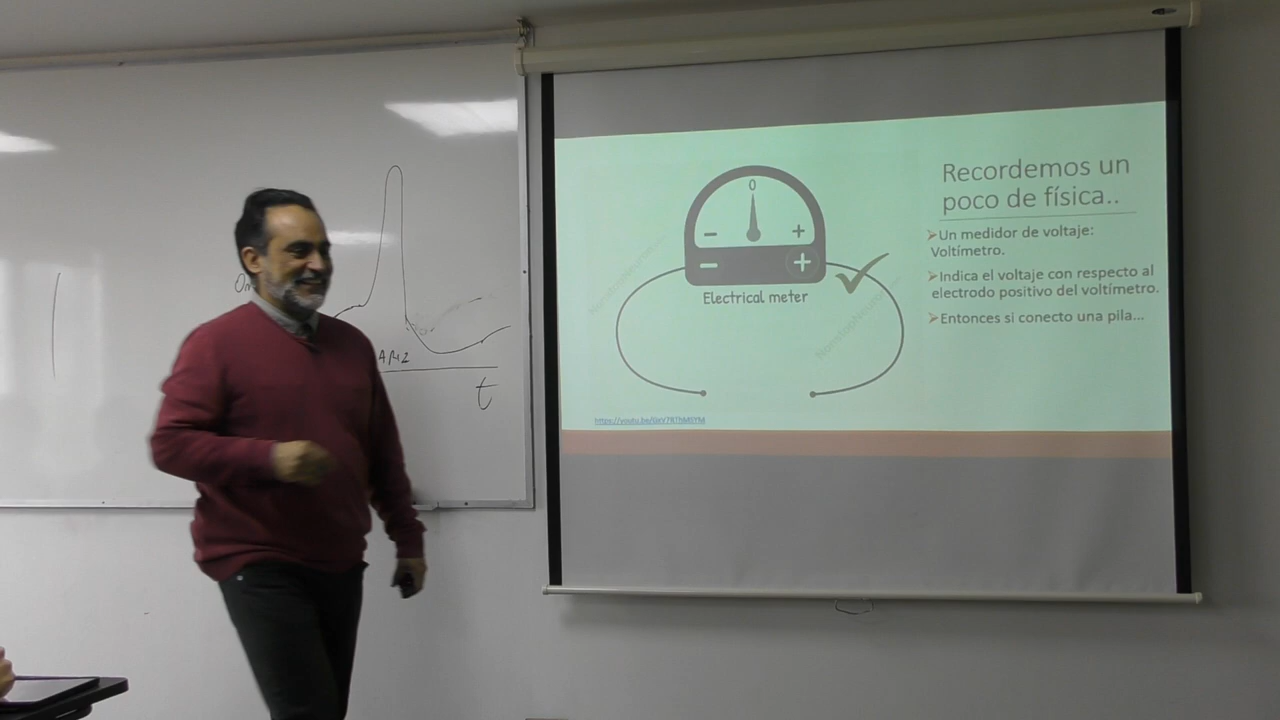 0m
t
0
- +
- +
Electrical meter
Recordemos un
poco de física..
Un medidor de voltaje:
Voltímetro.
Indica el voltaje con respecto al
electrodo positivo del voltímetro.
Entonces si conecto una pila...